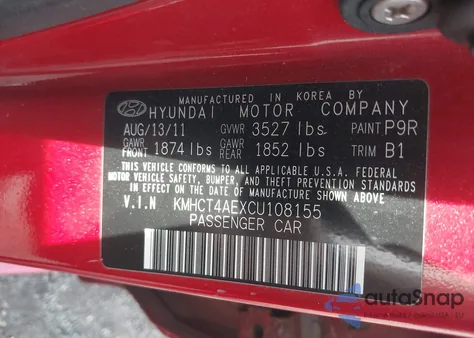 MANUFACTURED IN KOREA BY
HYUNDAI MOTOR COMPANY
AUG/13/11 GVWR 3527 lbs PAINT P9R
GAWR FRONT 1874 lbs GAWR REAR 1852 lbs TRIM B1
THIS VEHICLE CONFORMS TO ALL APPLICABLE U.S.A. FEDERAL
MOTOR VEHICLE SAFETY, BUMPER, AND THEFT PREVENTION STANDARDS
IN EFFECT ON THE DATE OF MANUFACTURE SHOWN ABOVE.
V.I.N KMHCT4AEXCU108155
PASSENGER CAR
autosnap